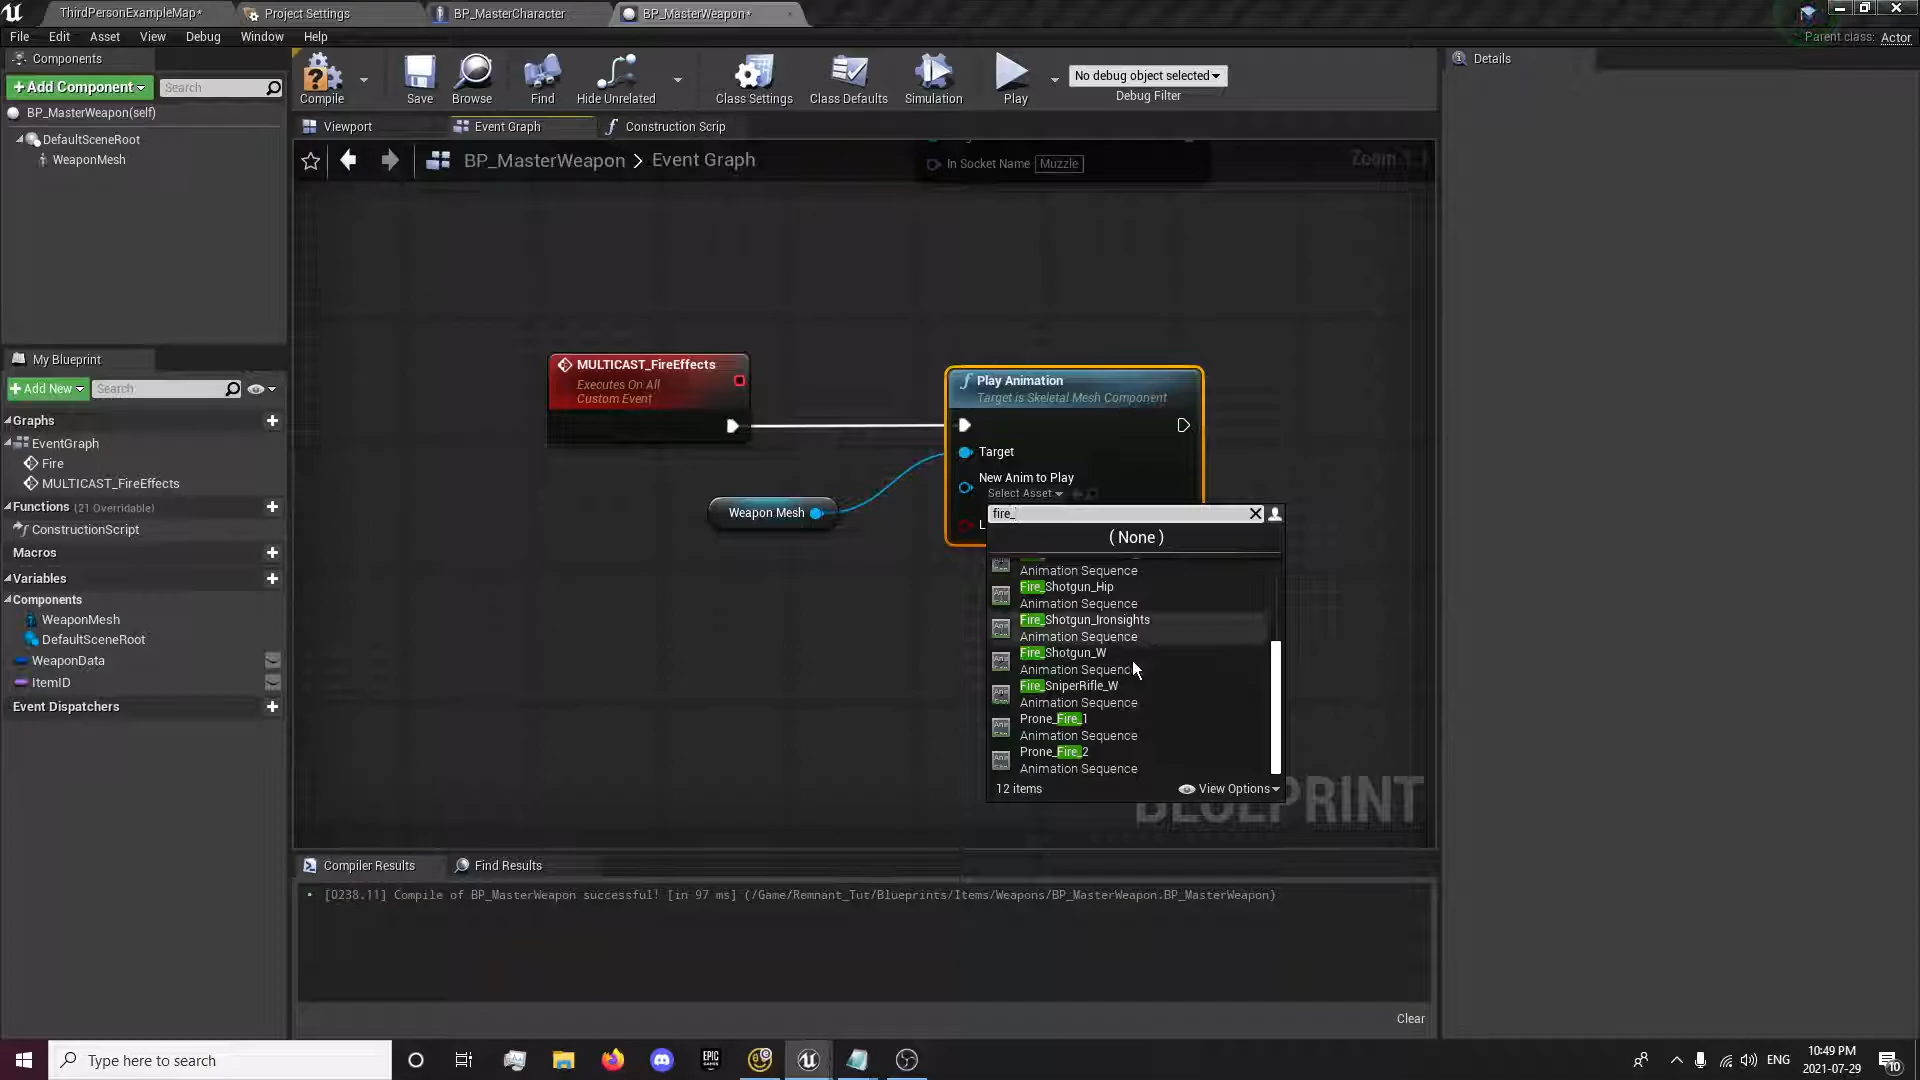 ThirdPersonExampleMap*
Project Settings
BP_MasterCharacter
BP_MasterWeapon*
File Edit Asset View Debug Window Help
Parent class: Actor
Components
Details
+Add Component
Search
Compile
Save
Browse
Find
Hide Unrelated
Class Settings
Class Defaults
Simulation
Play
No debug object selected
Debug Filter
BP_MasterWeapon(self)
Viewport
Event Graph
Construction Scrip
DefaultSceneRoot
WeaponMesh
BP_MasterWeapon > Event Graph
In Socket Name Muzzle
MULTICAST_FireEffects
Executes On All
Custom Event
Play Animation
Target is Skeletal Mesh Component
Target
New Anim to Play
Select Asset
Weapon Mesh
L
fire_
( None )
Animation Sequence
Fire_Shotgun_Hip
Animation Sequence
Fire_Shotgun_Ironsights
Animation Sequence
Fire_Shotgun_W
Animation Sequence
Fire_SniperRifle_W
Animation Sequence
Prone_Fire_1
Animation Sequence
Prone_Fire_2
Animation Sequence
12 items
View Options
BLUEPRINT
My Blueprint
+Add New
Search
Graphs
EventGraph
Fire
MULTICAST_FireEffects
Functions (21 Overridable)
ConstructionScript
Macros
Variables
Components
WeaponMesh
DefaultSceneRoot
WeaponData
ItemID
Event Dispatchers
Compiler Results
Find Results
[0238.11] Compile of BP_MasterWeapon successful! [in 97 ms] (/Game/Remnant_Tut/Blueprints/Items/Weapons/BP_MasterWeapon.BP_MasterWeapon)
Clear
Type here to search
EPIC
ENG
10:49 PM
2021-07-29
10